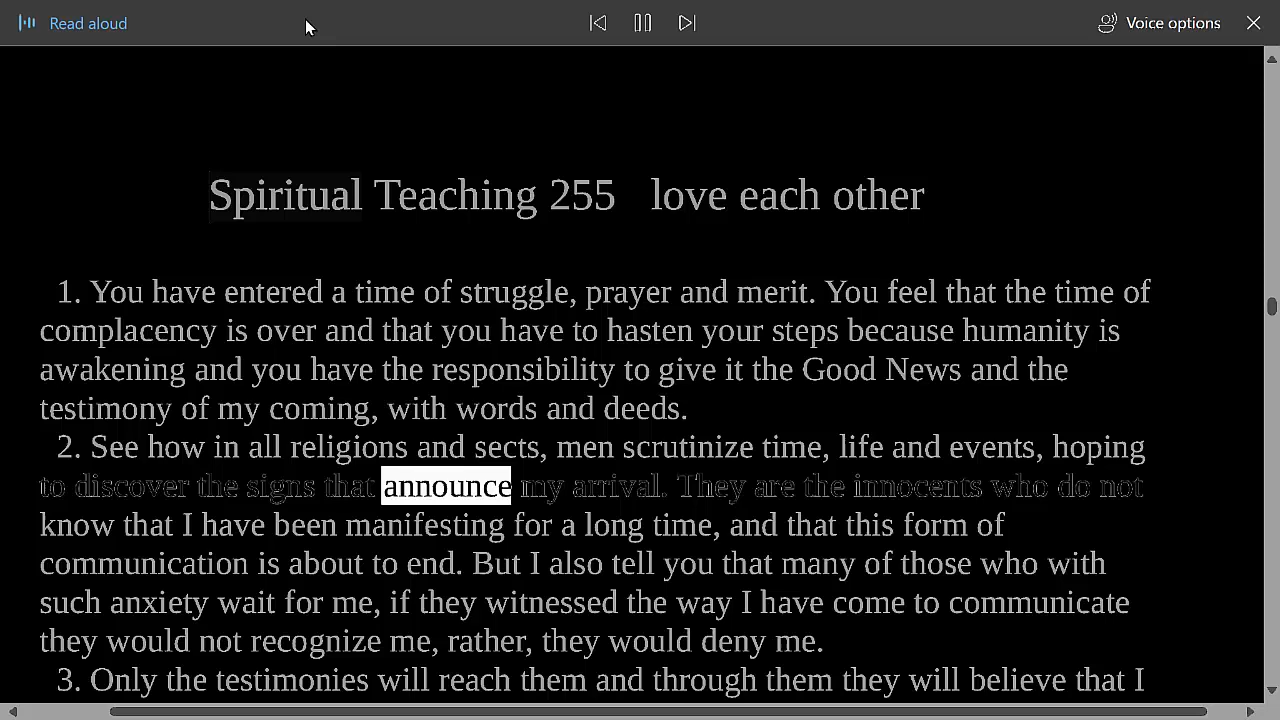 Read aloud
Voice options
Spiritual Teaching 255 love each other
1. You have entered a time of struggle, prayer and merit. You feel that the time of
complacency is over and that you have to hasten your steps because humanity is
awakening and you have the responsibility to give it the Good News and the
testimony of my coming, with words and deeds.
2. See how in all religions and sects, men scrutinize time, life and events, hoping
to discover the signs that announce my arrival. They are the innocents who do not
know that I have been manifesting for a long time, and that this form of
communication is about to end. But I also tell you that many of those who with
such anxiety wait for me, if they witnessed the way I have come to communicate
they would not recognize me, rather, they would deny me.
3. Only the testimonies will reach them and through them they will believe that I